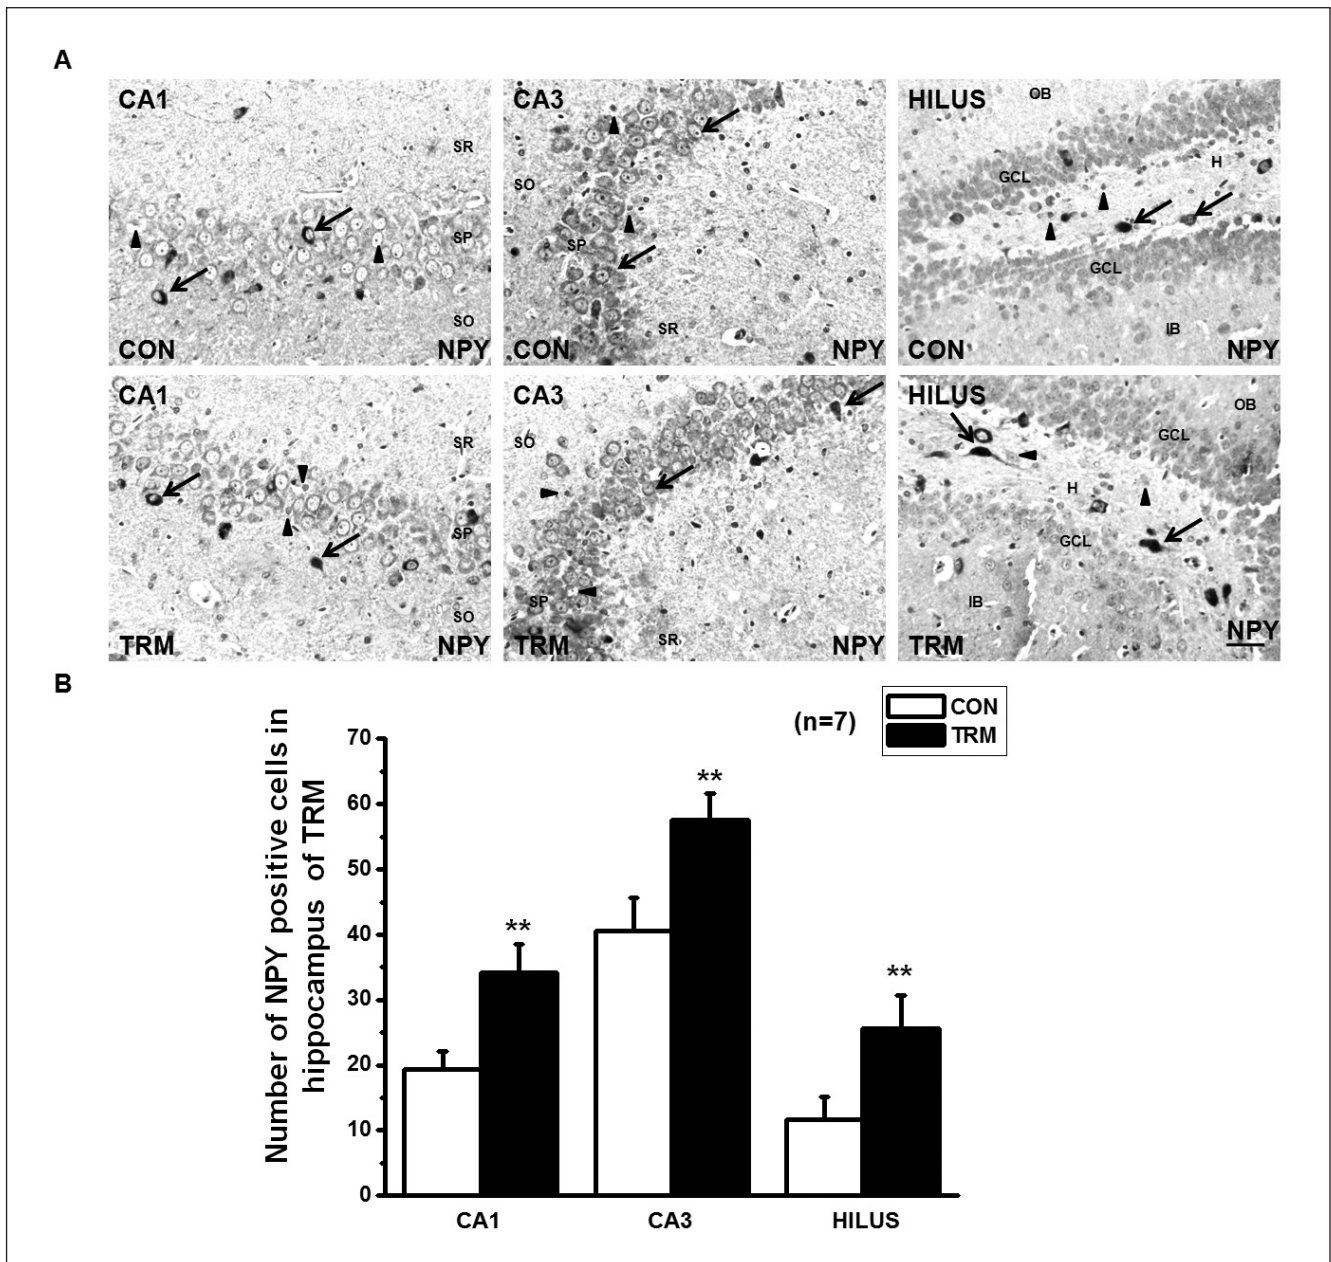 A
CA1
SR
SP
SO
CON
NPY
CA3
SO
SP
SR
CON
NPY
HILUS
OB
H
GCL
GCL
IB
CON
NPY
CA1
SR
SP
SO
TRM
NPY
CA3
SO
SP
SR
TRM
NPY
HILUS
OB
GCL
H
GCL
IB
TRM
NPY
B
(n=7)
CON
TRM
Number of NPY positive cells in
hippocampus of TRM
70
60
50
40
30
20
10
0
**
**
**
CA1
CA3
HILUS